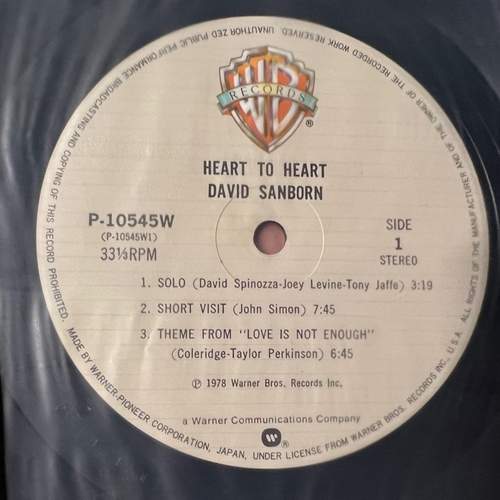 WB
RECORDS
HEART TO HEART
DAVID SANBORN
P-10545W
(P-10545W1)
33⅓RPM
SIDE
1
STEREO
1. SOLO (David Spinozza-Joey Levine-Tony Jaffe) 3:19
2. SHORT VISIT (John Simon) 7:45
3. THEME FROM "LOVE IS NOT ENOUGH"
(Coleridge-Taylor Perkinson) 6:45
Ⓟ 1978 Warner Bros. Records Inc.
a Warner Communications Company
MADE BY WARNER-PIONEER CORPORATION, JAPAN, UNDER LICENSE FROM WARNER BROS. RECORDS INC., U.S.A. ALL RIGHTS OF THE MANUFACTURER AND OF THE OWNER OF THE RECORDED WORK RESERVED. UNAUTHORIZED PUBLIC PERFORMANCE BROADCASTING AND COPYING OF THIS RECORD PROHIBITED.